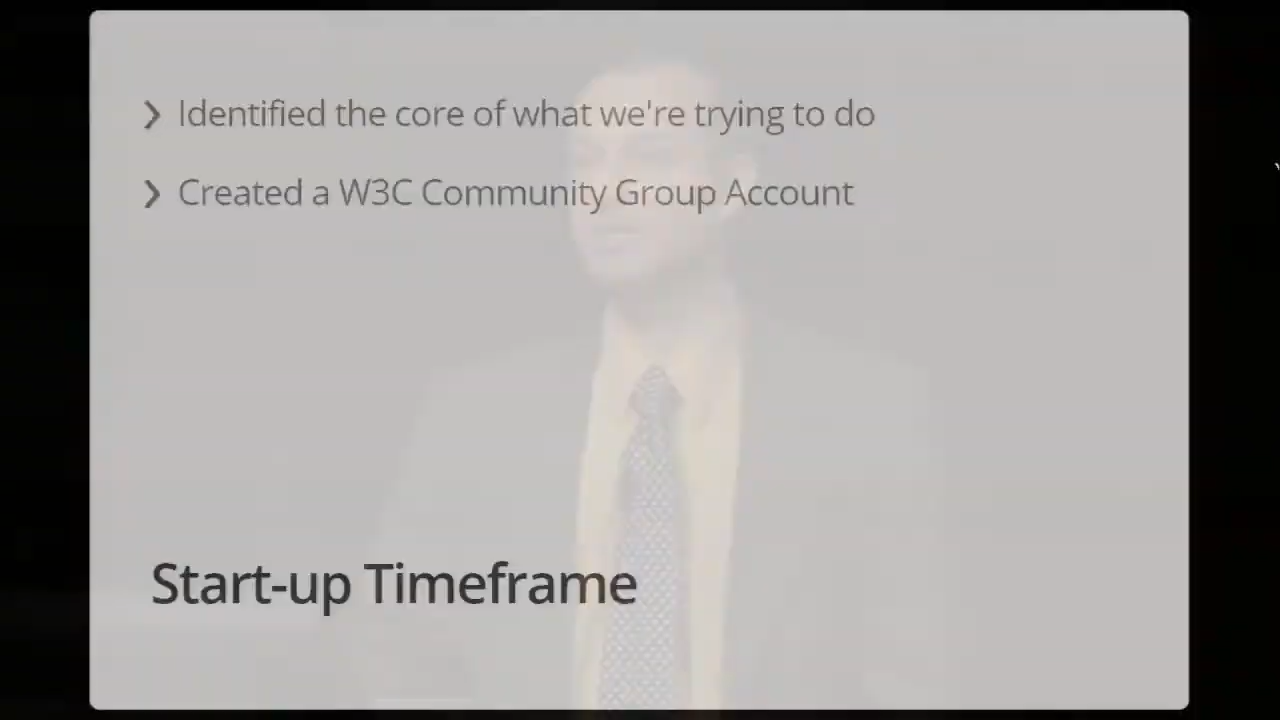 Identified the core of what we're trying to do
Created a W3C Community Group Account
Start-up Timeframe